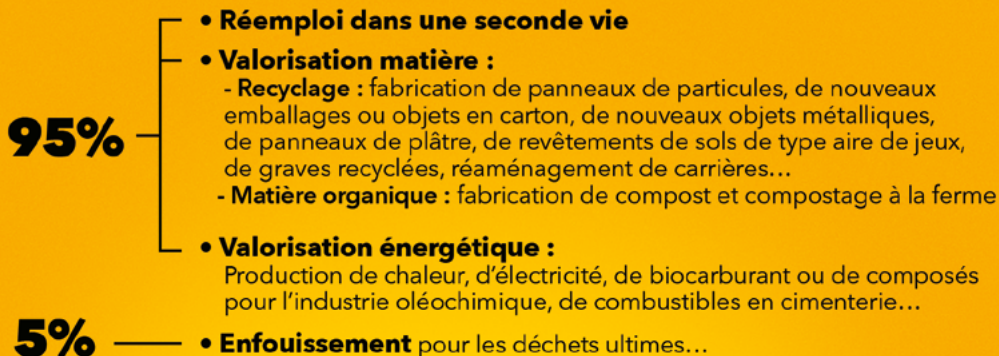 • Réemploi dans une seconde vie
• Valorisation matière :
- Recyclage : fabrication de panneaux de particules, de nouveaux
emballages ou objets en carton, de nouveaux objets métalliques,
95%
de panneaux de plâtre, de revêtements de sols de type aire de jeux,
de graves recyclées, réaménagement de carrières...
- Matière organique : fabrication de compost et compostage à la ferme
• Valorisation énergétique :
Production de chaleur, d’électricité, de biocarburant ou de composés
pour l’industrie oléochimique, de combustibles en cimenterie...
5%
• Enfouissement pour les déchets ultimes...